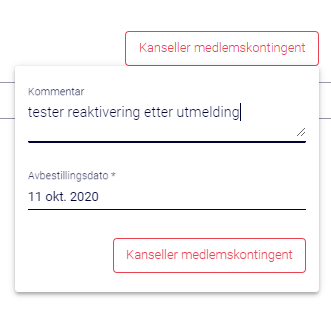 Kanseller medlemskontingent
Kommentar
tester reaktivering etter utmelding
Avbestillingsdato *
11 okt. 2020
Kanseller medlemskontingent